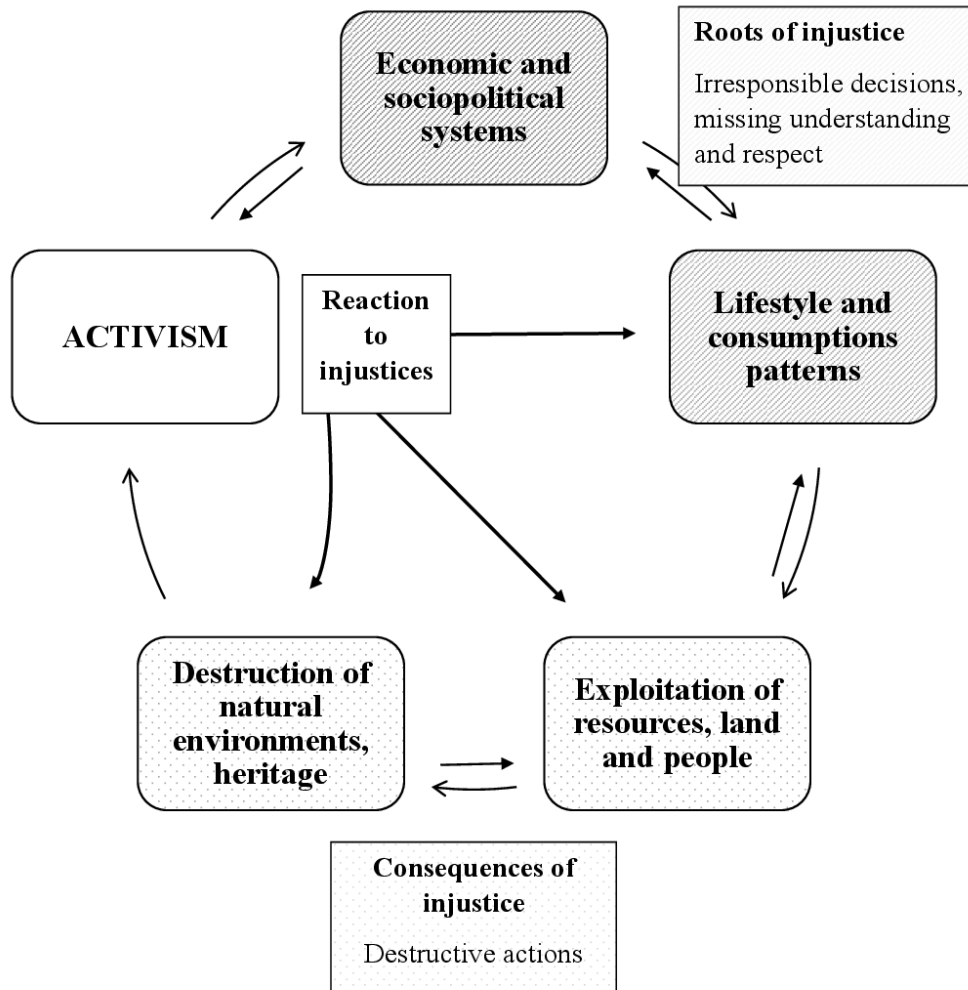 Economic and
sociopolitical
systems
Roots of injustice
Irresponsible decisions,
missing understanding
and respect
ACTIVISM
Reaction
to
injustices
Lifestyle and
consumptions
patterns
Destruction of
natural
environments,
heritage
Exploitation of
resources, land
and people
Consequences of
injustice
Destructive actions